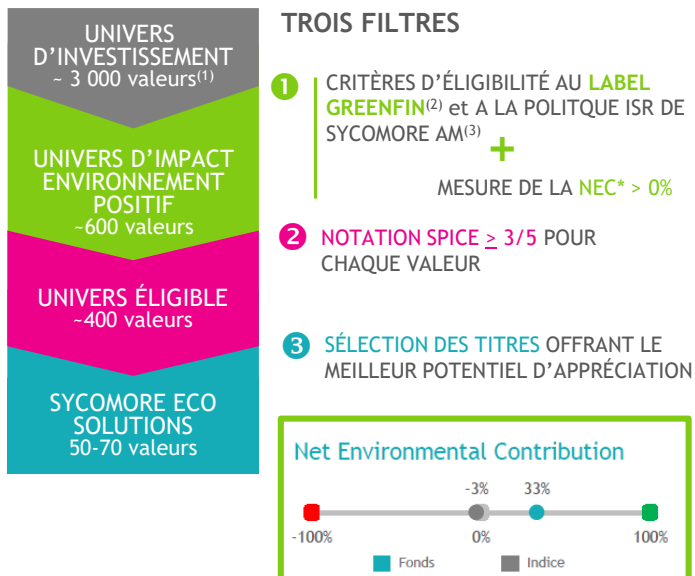 UNIVERS
D'INVESTISSEMENT
~ 3 000 valeurs(1)
UNIVERS D'IMPACT
ENVIRONNEMENT
POSITIF
~600 valeurs
UNIVERS ÉLIGIBLE
~400 valeurs
SYCOMORE ECO
SOLUTIONS
50-70 valeurs
TROIS FILTRES
1 CRITÈRES D'ÉLIGIBILITÉ AU LABEL
GREENFIN(2) et A LA POLITQUE ISR DE
SYCOMORE AM(3)
+
MESURE DE LA NEC* > 0%
2 NOTATION SPICE ≥ 3/5 POUR
CHAQUE VALEUR
3 SÉLECTION DES TITRES OFFRANT LE
MEILLEUR POTENTIEL D'APPRÉCIATION
Net Environmental Contribution
-3% 33%
-100% 0% 100%
Fonds Indice